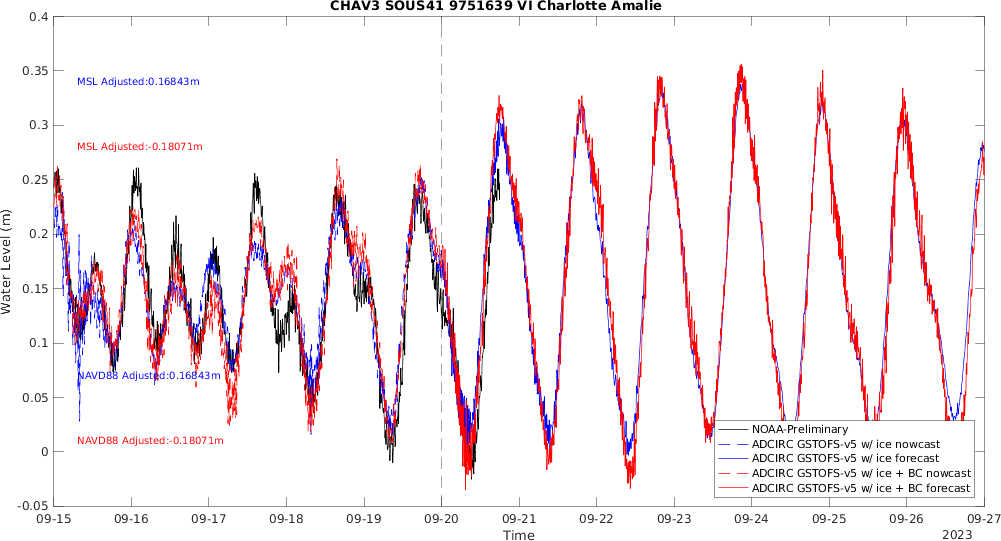 CHAV3 SOUS41 9751639 VI Charlotte Amalie
0.4
0.35
0.3
0.25
0.2
0.15
0.1
0.05
0
-0.05
Water Level (m)
MSL Adjusted:0.16843m
MSL Adjusted:-0.18071m
NAVD88 Adjusted:0.16843m
NAVD88 Adjusted:-0.18071m
NOAA-Preliminary
ADCIRC GSTOFS-v5 w/ ice nowcast
ADCIRC GSTOFS-v5 w/ ice forecast
ADCIRC GSTOFS-v5 w/ ice + BC nowcast
ADCIRC GSTOFS-v5 w/ ice + BC forecast
09-15 09-16 09-17 09-18 09-19 09-20 09-21 09-22 09-23 09-24 09-25 09-26 09-27
Time
2023